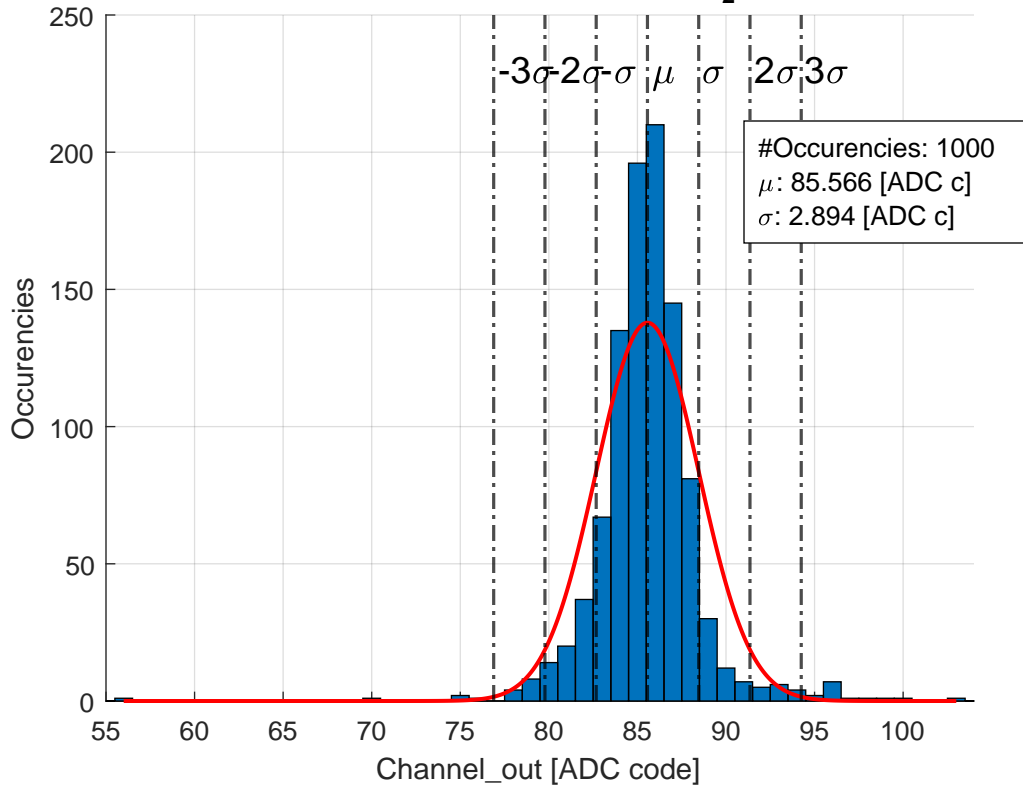 2
250
-3σ -2σ -σ μ σ 2σ 3σ
200
#Occurencies: 1000
μ: 85.566 [ADC c]
σ: 2.894 [ADC c]
150
Occurencies
100
50
0
55 60 65 70 75 80 85 90 95 100
Channel_out [ADC code]